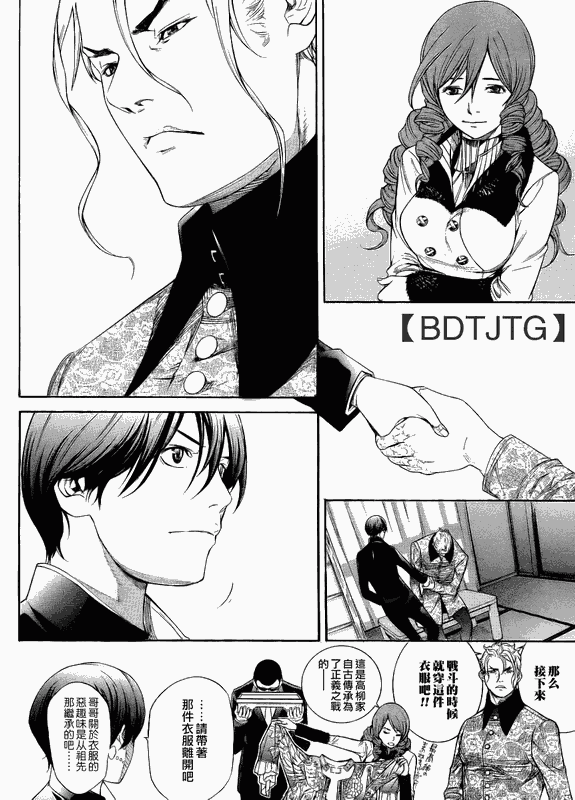 【BDTJTG】
那么
接下來
戰斗的時候
就穿這件
衣服吧!!
這是高柳家
自古傳承為
了正義之戰
的──
……請帶著
那件衣服離開吧
哥哥關於衣服的
惡趣味是从祖先
那繼承的吧……